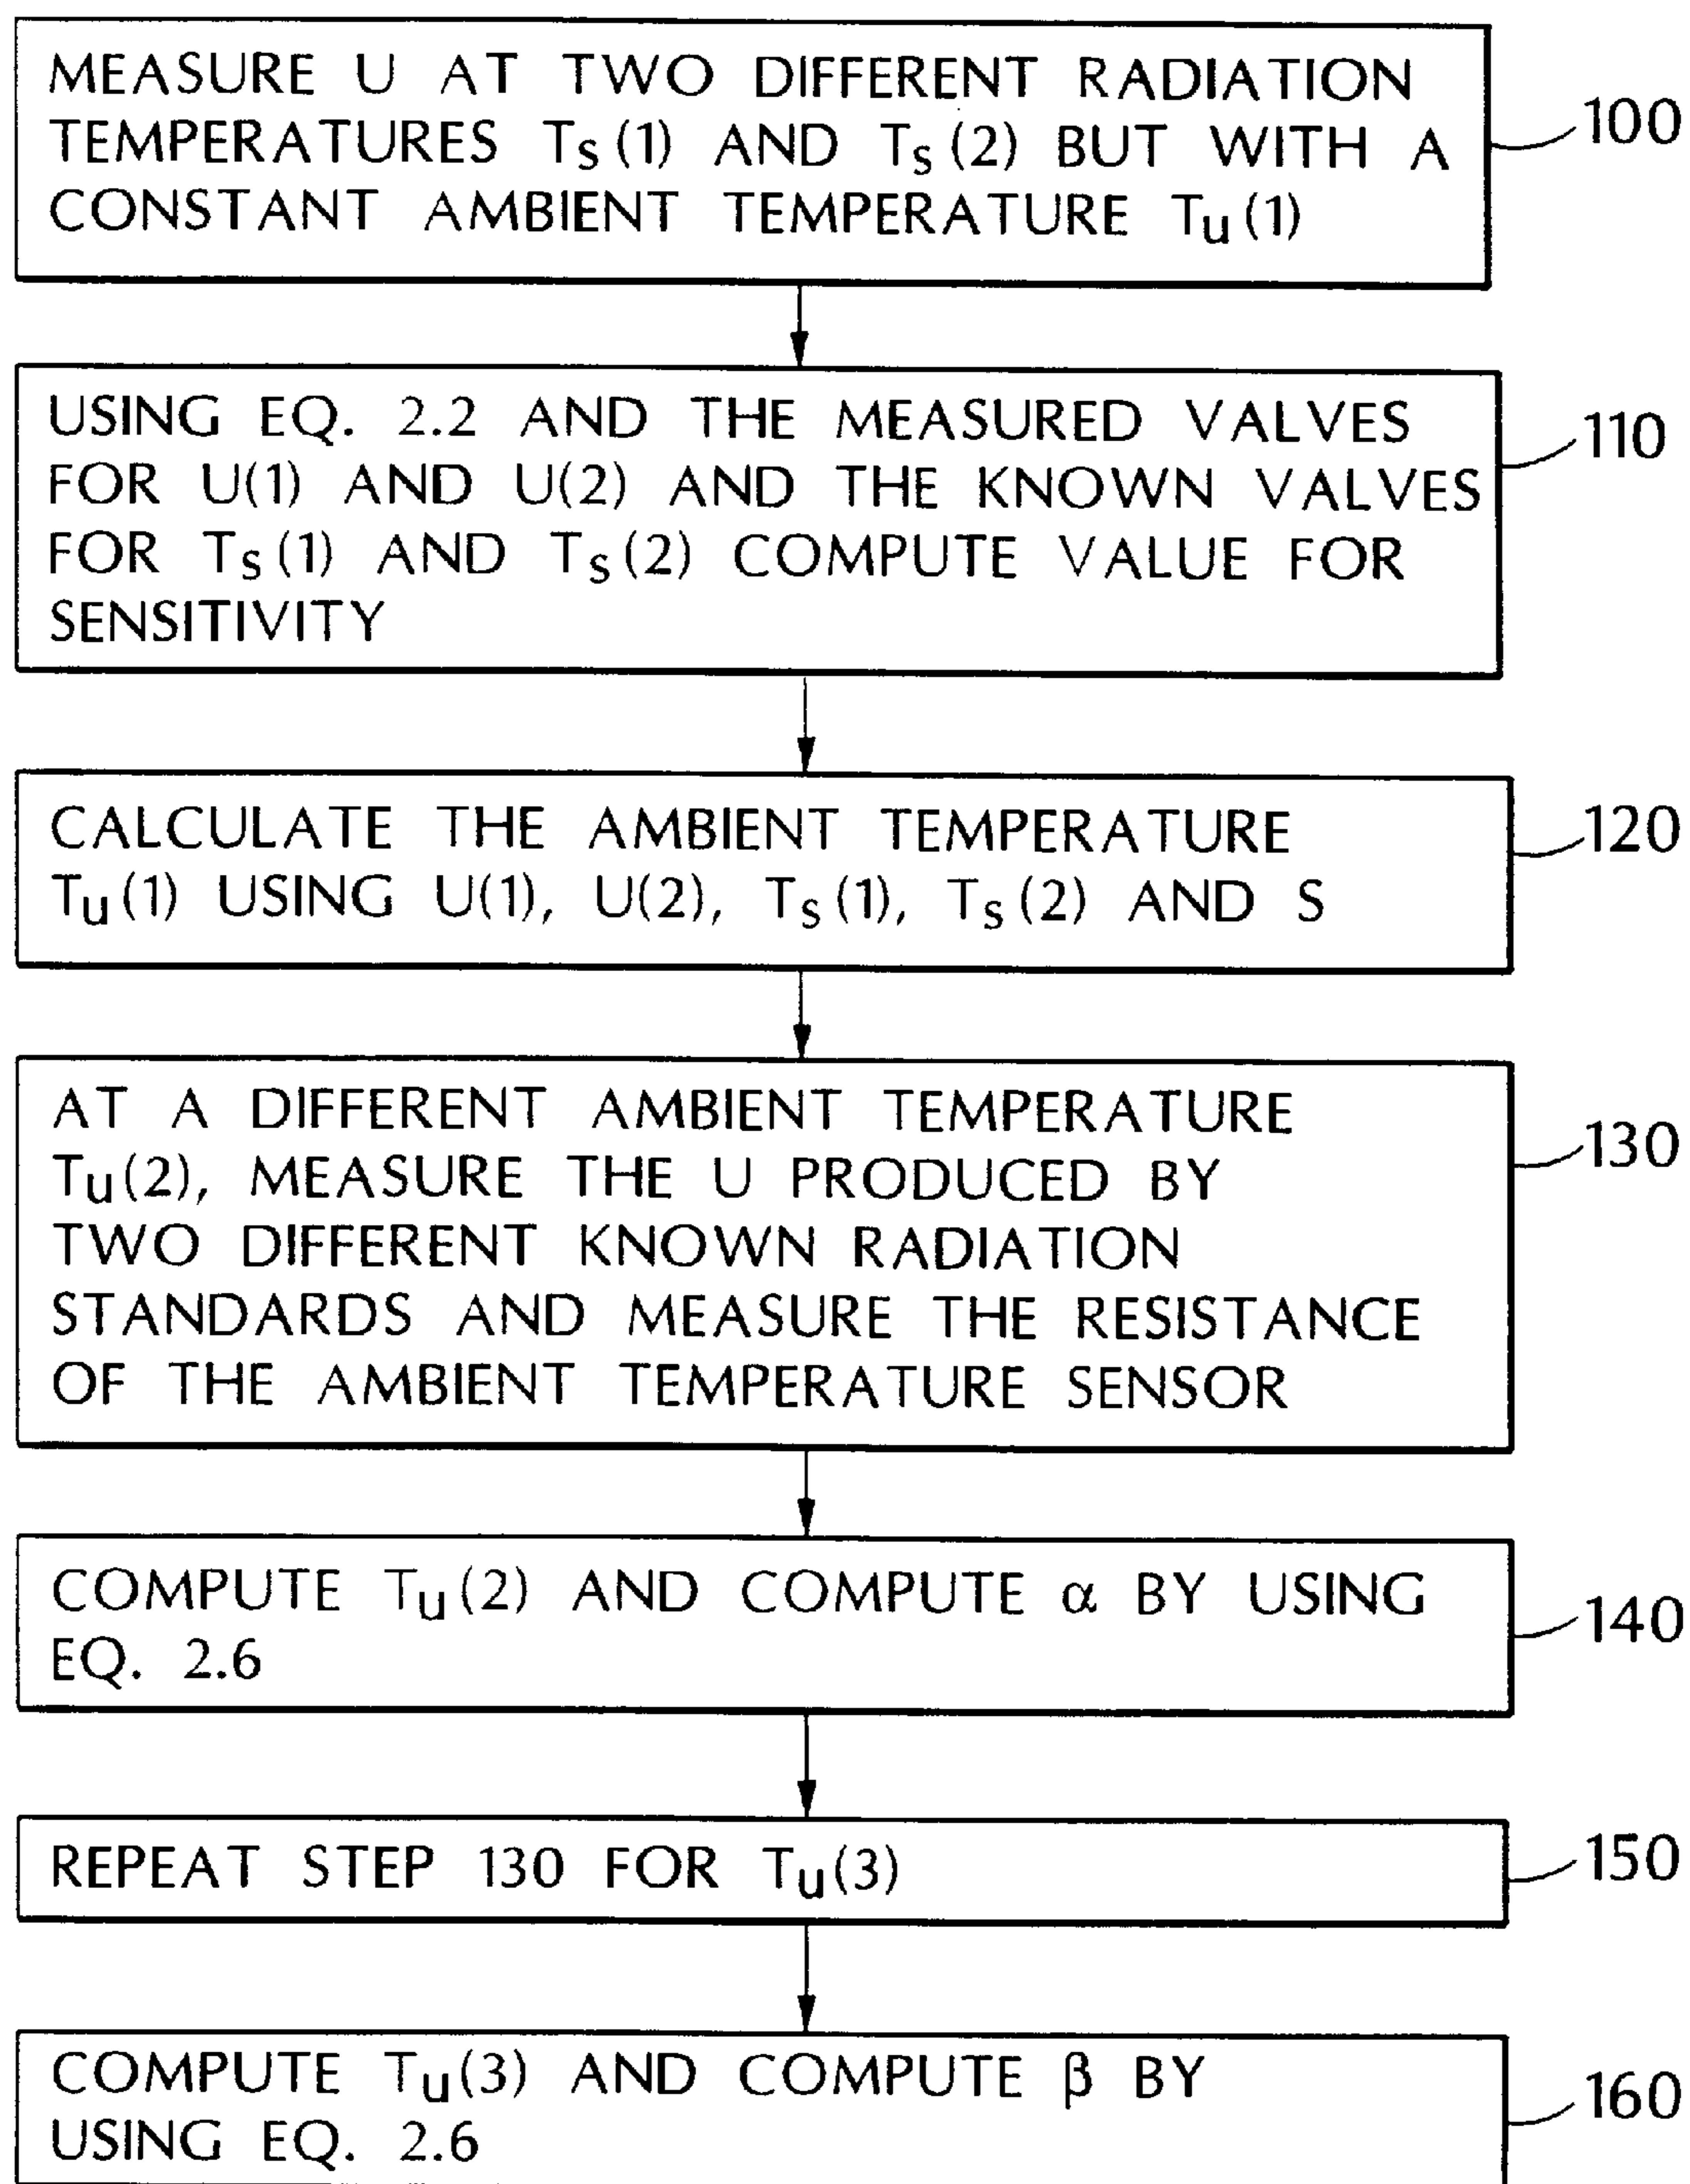 MEASURE U AT TWO DIFFERENT RADIATION
TEMPERATURES Ts(1) AND Ts(2) BUT WITH A
CONSTANT AMBIENT TEMPERATURE Tu(1)
100
USING EQ. 2.2 AND THE MEASURED VALVES
FOR U(1) AND U(2) AND THE KNOWN VALVES
FOR Ts(1) AND Ts(2) COMPUTE VALUE FOR
SENSITIVITY
110
CALCULATE THE AMBIENT TEMPERATURE
Tu(1) USING U(1), U(2), Ts(1), Ts(2) AND S
120
AT A DIFFERENT AMBIENT TEMPERATURE
Tu(2), MEASURE THE U PRODUCED BY
TWO DIFFERENT KNOWN RADIATION
STANDARDS AND MEASURE THE RESISTANCE
OF THE AMBIENT TEMPERATURE SENSOR
130
COMPUTE Tu(2) AND COMPUTE α BY USING
EQ. 2.6
140
REPEAT STEP 130 FOR Tu(3)
150
COMPUTE Tu(3) AND COMPUTE β BY
USING EQ. 2.6
160